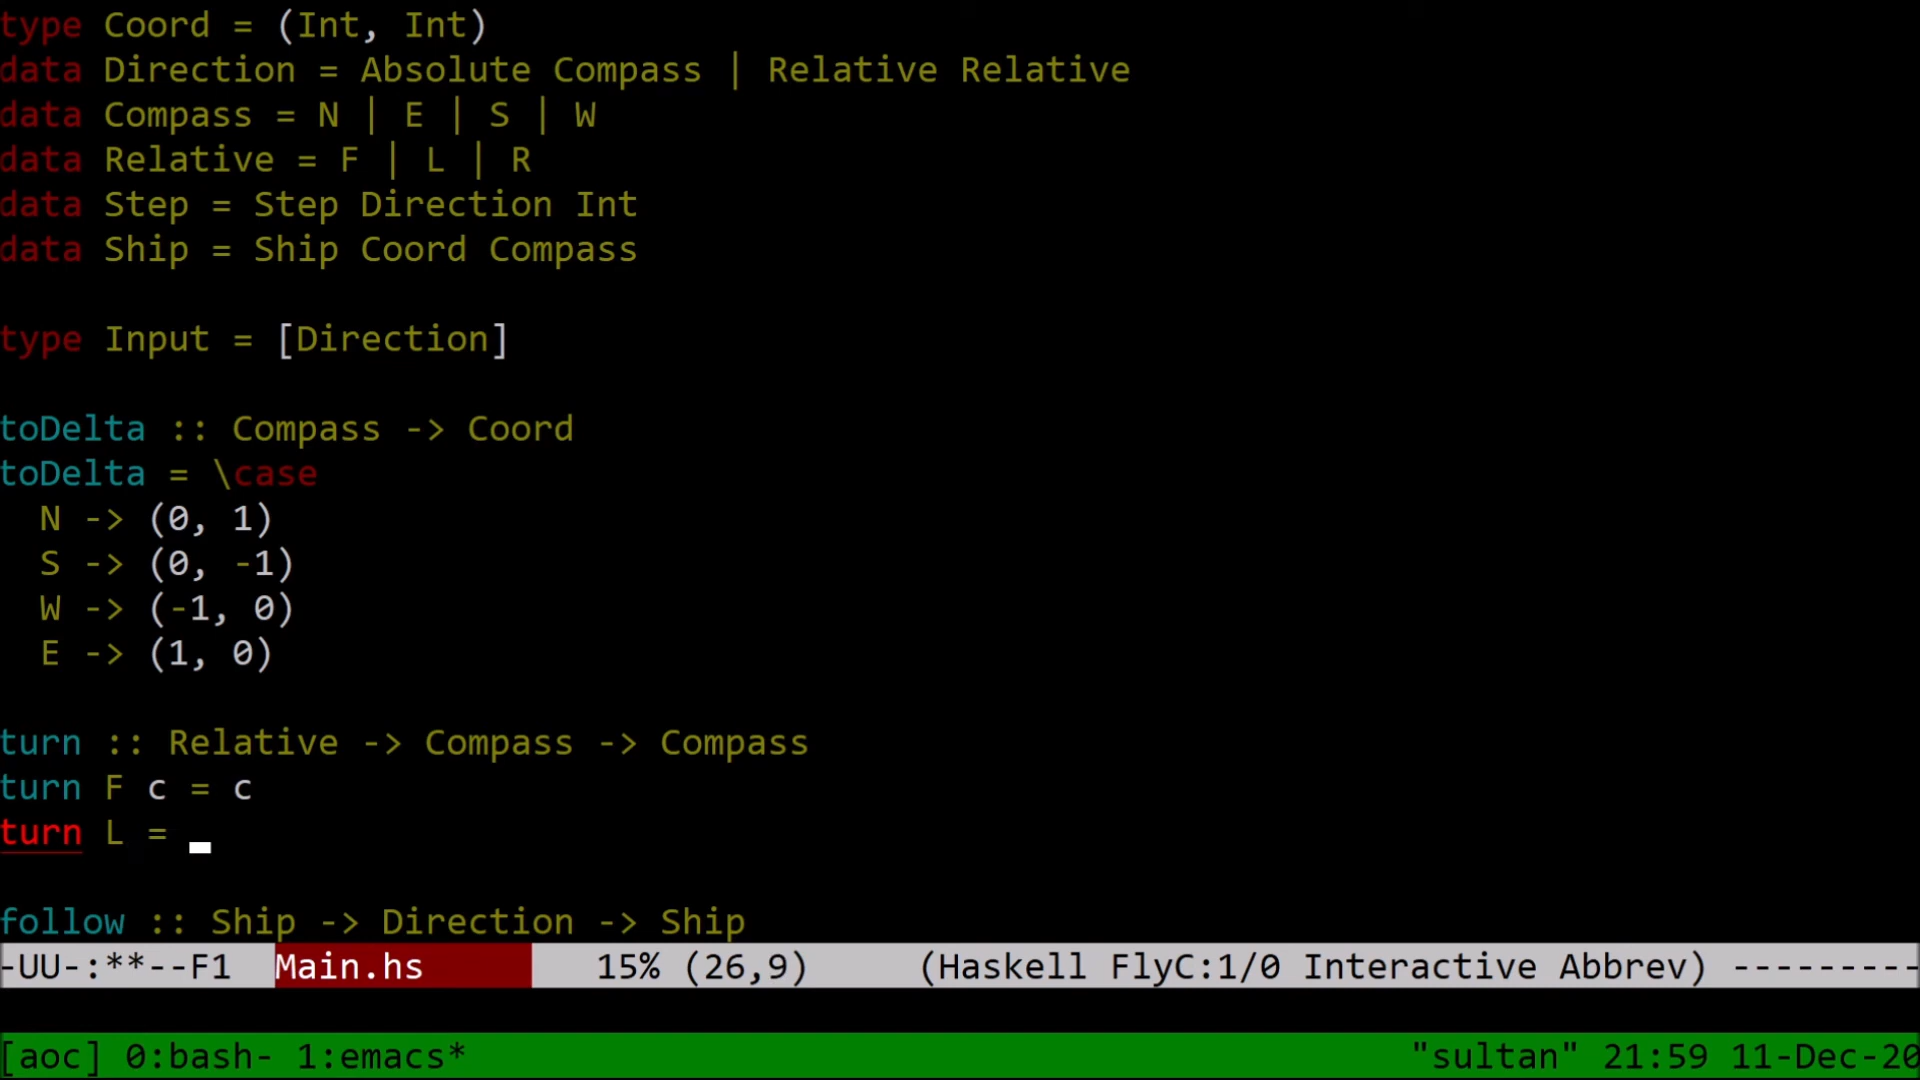 type Coord = (Int, Int)
data Direction = Absolute Compass | Relative Relative
data Compass = N | E | S | W
data Relative = F | L | R
data Step = Step Direction Int
data Ship = Ship Coord Compass
type Input = [Direction]
toDelta :: Compass -> Coord
toDelta = \case
  N -> (0, 1)
  S -> (0, -1)
  W -> (-1, 0)
  E -> (1, 0)
turn :: Relative -> Compass -> Compass
turn F c = c
turn L =
follow :: Ship -> Direction -> Ship
-UU-:**--F1  Main.hs        15% (26,9)     (Haskell FlyC:1/0 Interactive Abbrev) ---------
[aoc] 0:bash- 1:emacs* "sultan" 21:59 11-Dec-20